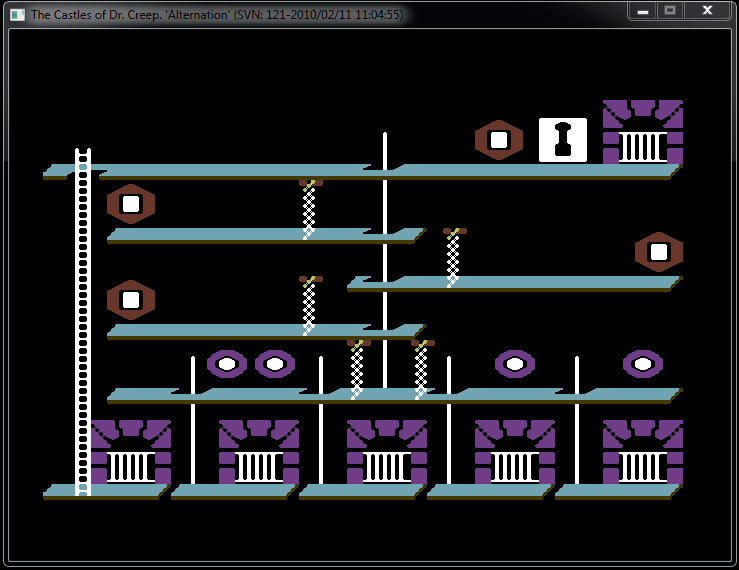 The Castles of Dr. Creep. 'Alternation' (SVN: 121-2010/02/11 11:04:55)